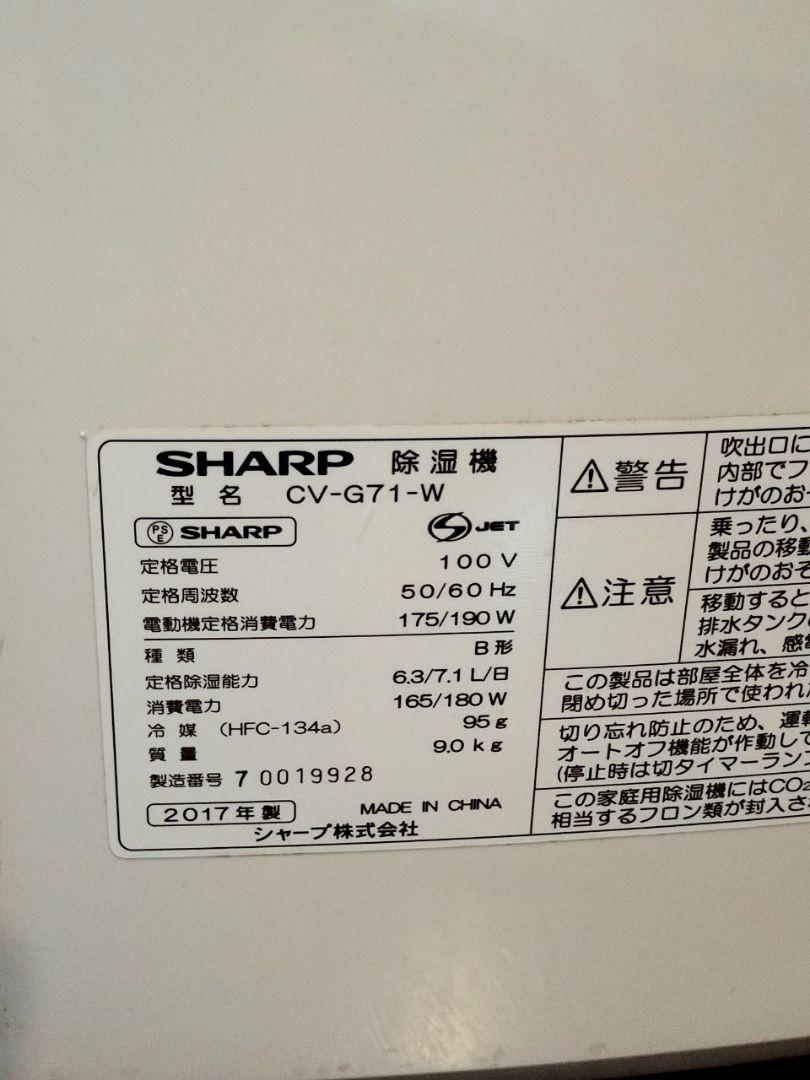 SHARP 除湿機
型 名 CV-G71-W
PSE SHARP
S JET
定格電圧 100V
定格周波数 50/60 Hz
電動機定格消費電力 175/190 W
種 類 B形
定格除湿能力 6.3/7.1 L/日
消費電力 165/180 W
冷 媒 (HFC-134a) 95 g
質 量 9.0 kg
製造番号 7 0019928
2017年製 MADE IN CHINA
シャープ株式会社
⚠警告
吹出口に
内部でフ
けがのおそ
⚠注意
乗ったり、
製品の移動
けがのおそ
移動すると
排水タンク
水漏れ、感電
この製品は部屋全体を冷
閉め切った場所で使われ
切り忘れ防止のため、運転
オートオフ機能が作動して
(停止時は切タイマーラン
この家庭用除湿機にはCO2
相当するフロン類が封入さ